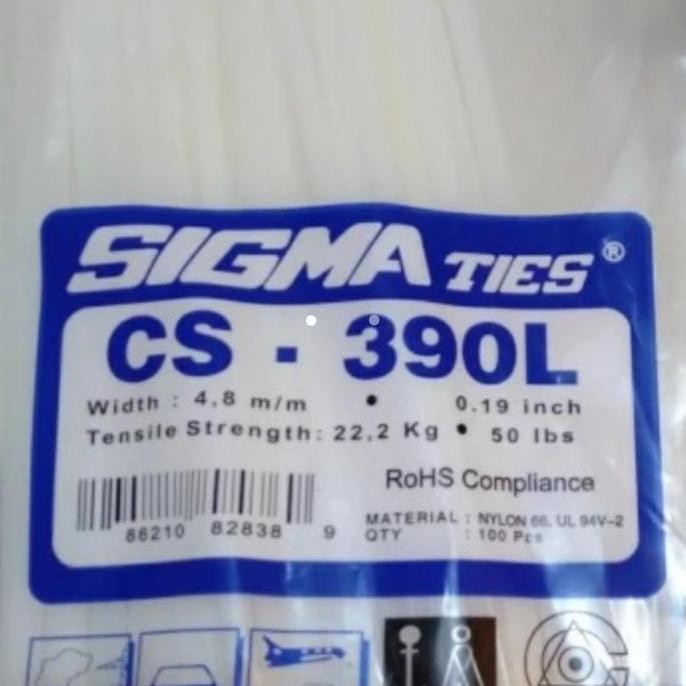 SIGMA TIES ®
CS - 390L
Width : 4,8 m/m • 0.19 inch
Tensile Strength: 22,2 Kg • 50 lbs
RoHS Compliance
86210 82838 9
MATERIAL : NYLON 66, UL 94V-2
QTY : 100 Pcs